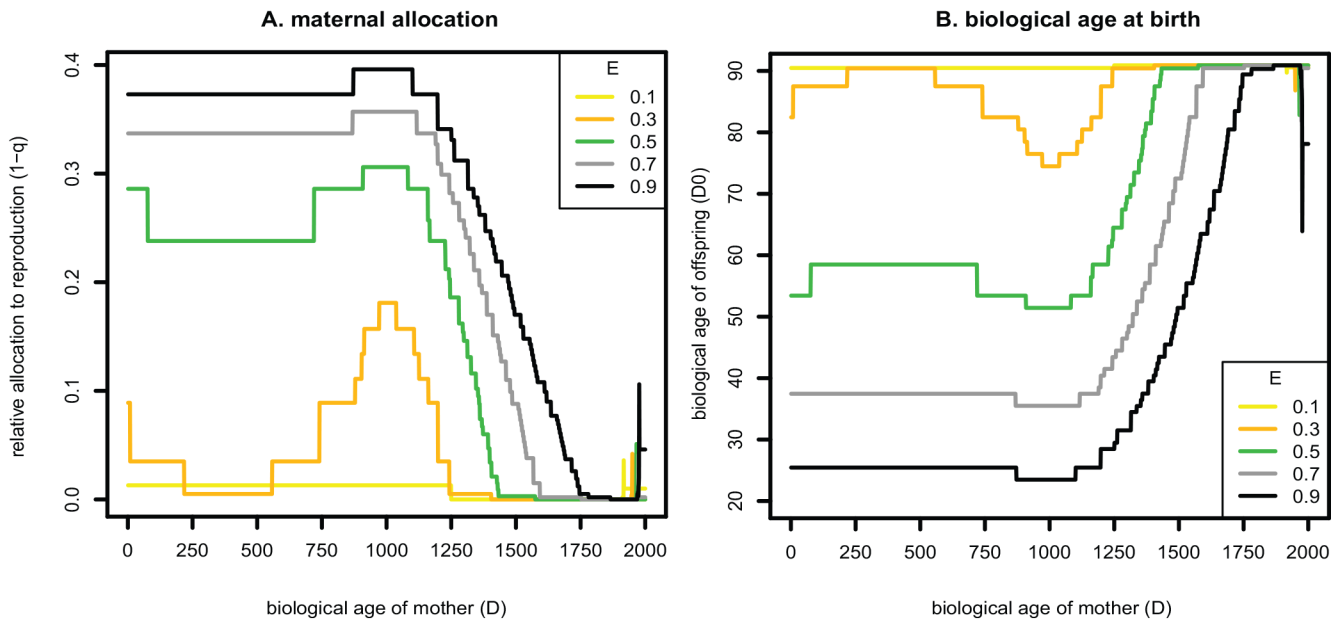 A. maternal allocation
relative allocation to reproduction (1−q)
0.4
0.3
0.2
0.1
0.0
E
0.1
0.3
0.5
0.7
0.9
0 250 500 750 1000 1250 1500 1750 2000
biological age of mother (D)
B. biological age at birth
biological age of offspring (D0)
90
80
70
60
50
40
30
20
E
0.1
0.3
0.5
0.7
0.9
0 250 500 750 1000 1250 1500 1750 2000
biological age of mother (D)